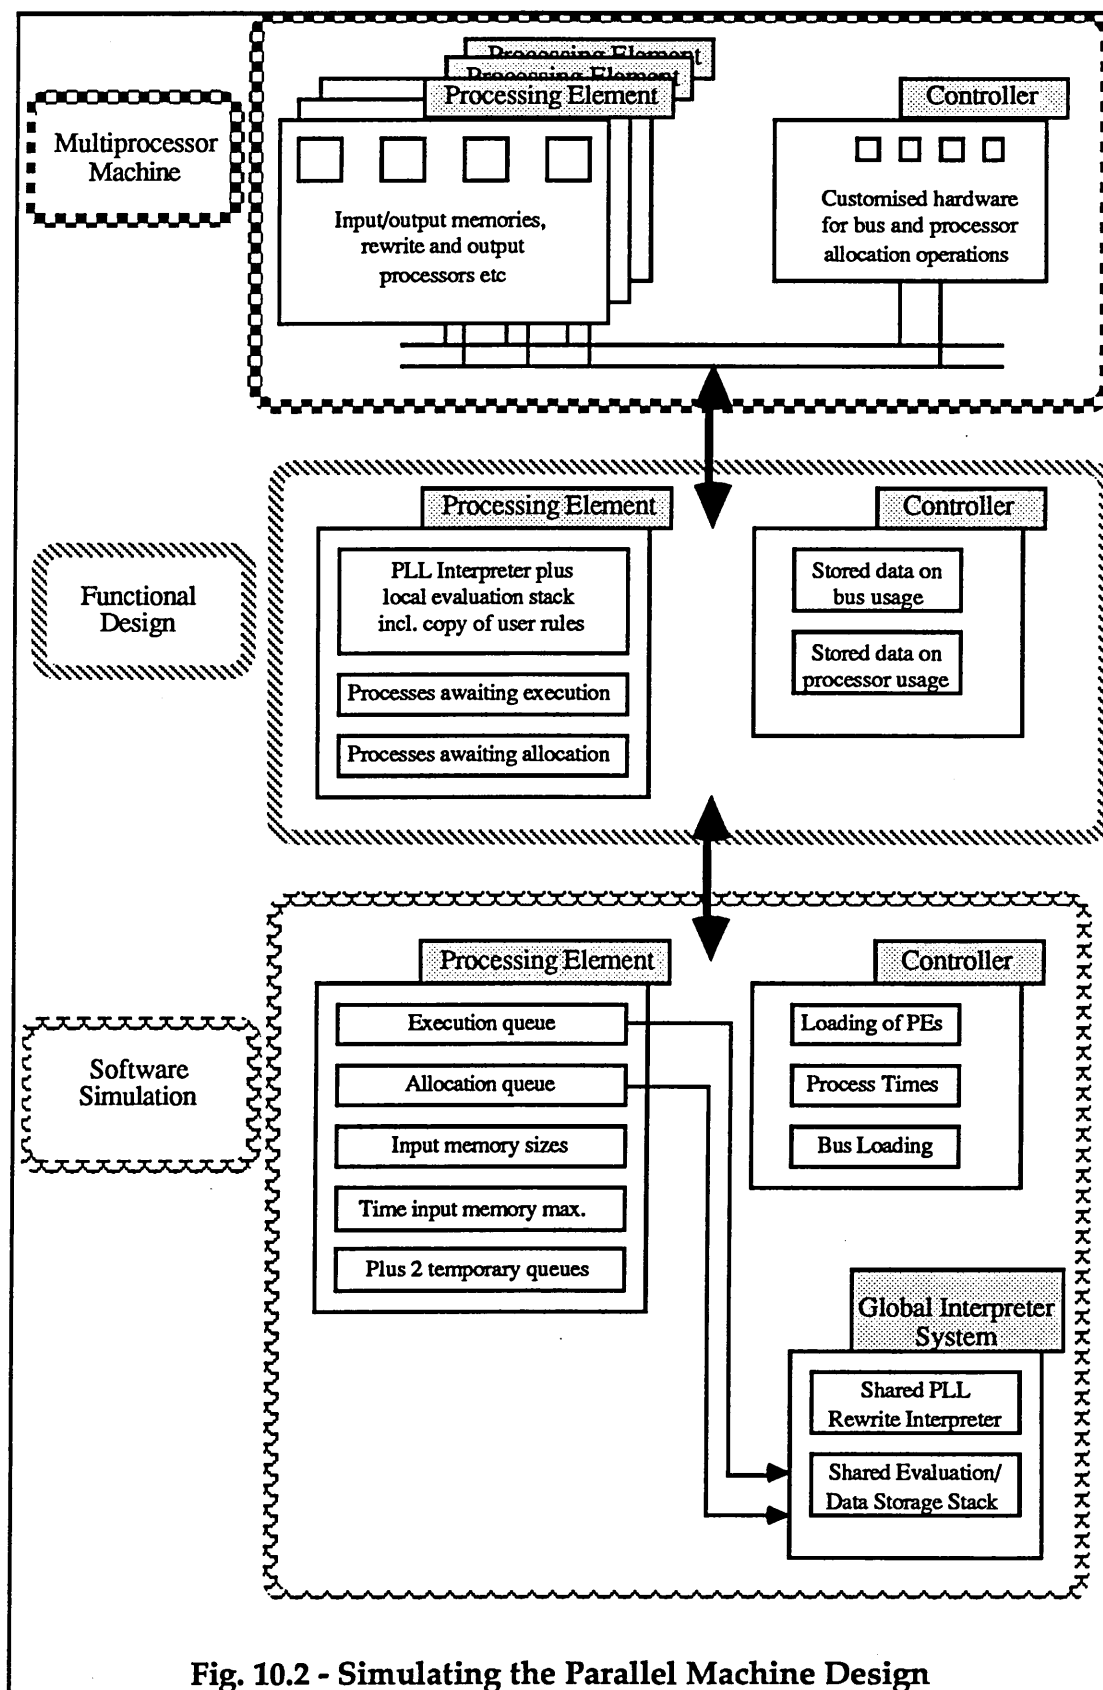 Processing Element
Processing Element
Processing Element
Controller
Multiprocessor
Machine
Input/output memories,
rewrite and output
processors etc
Customised hardware
for bus and processor
allocation operations
Processing Element
Controller
Functional
Design
PLL Interpreter plus
local evaluation stack
incl. copy of user rules
Processes awaiting execution
Processes awaiting allocation
Stored data on
bus usage
Stored data on
processor usage
Processing Element
Controller
Software
Simulation
Execution queue
Allocation queue
Input memory sizes
Time input memory max.
Plus 2 temporary queues
Loading of PEs
Process Times
Bus Loading
Global Interpreter
System
Shared PLL
Rewrite Interpreter
Shared Evaluation/
Data Storage Stack
Fig. 10.2 - Simulating the Parallel Machine Design